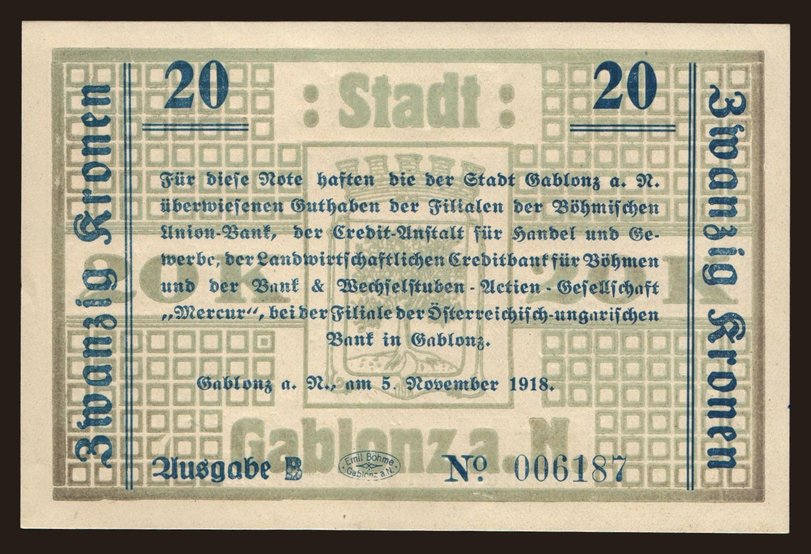 20 : Stadt : 20
Zwanzig Kronen
Zwanzig Kronen
Für diese Note haften die der Stadt Gablonz a. N.
überwiesenen Guthaben der Filialen der Böhmischen
Union-Bank, der Credit-Anstalt für Handel und Ge-
werbe, der Landwirtschaftlichen Creditbank für Böhmen
und der Bank & Wechselstuben-Actien-Gesellschaft
„Mercur“, bei der Filiale der Österreichisch-ungarischen
Bank in Gablonz.
20 K 20 K
Gablonz a. N., am 5. November 1918.
Gablonz a. N
Ausgabe B
Emil Böhme
Gablonz a.N.
No. 006187